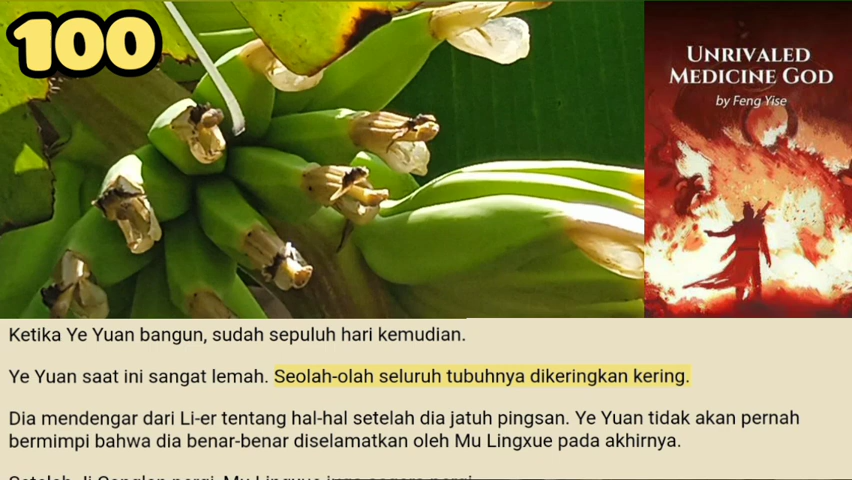 100
UNRIVALED
MEDICINE GOD
by Feng Yise
Ketika Ye Yuan bangun, sudah sepuluh hari kemudian.
Ye Yuan saat ini sangat lemah. Seolah-olah seluruh tubuhnya dikeringkan kering.
Dia mendengar dari Li-er tentang hal-hal setelah dia jatuh pingsan. Ye Yuan tidak akan pernah
bermimpi bahwa dia benar-benar diselamatkan oleh Mu Lingxue pada akhirnya.